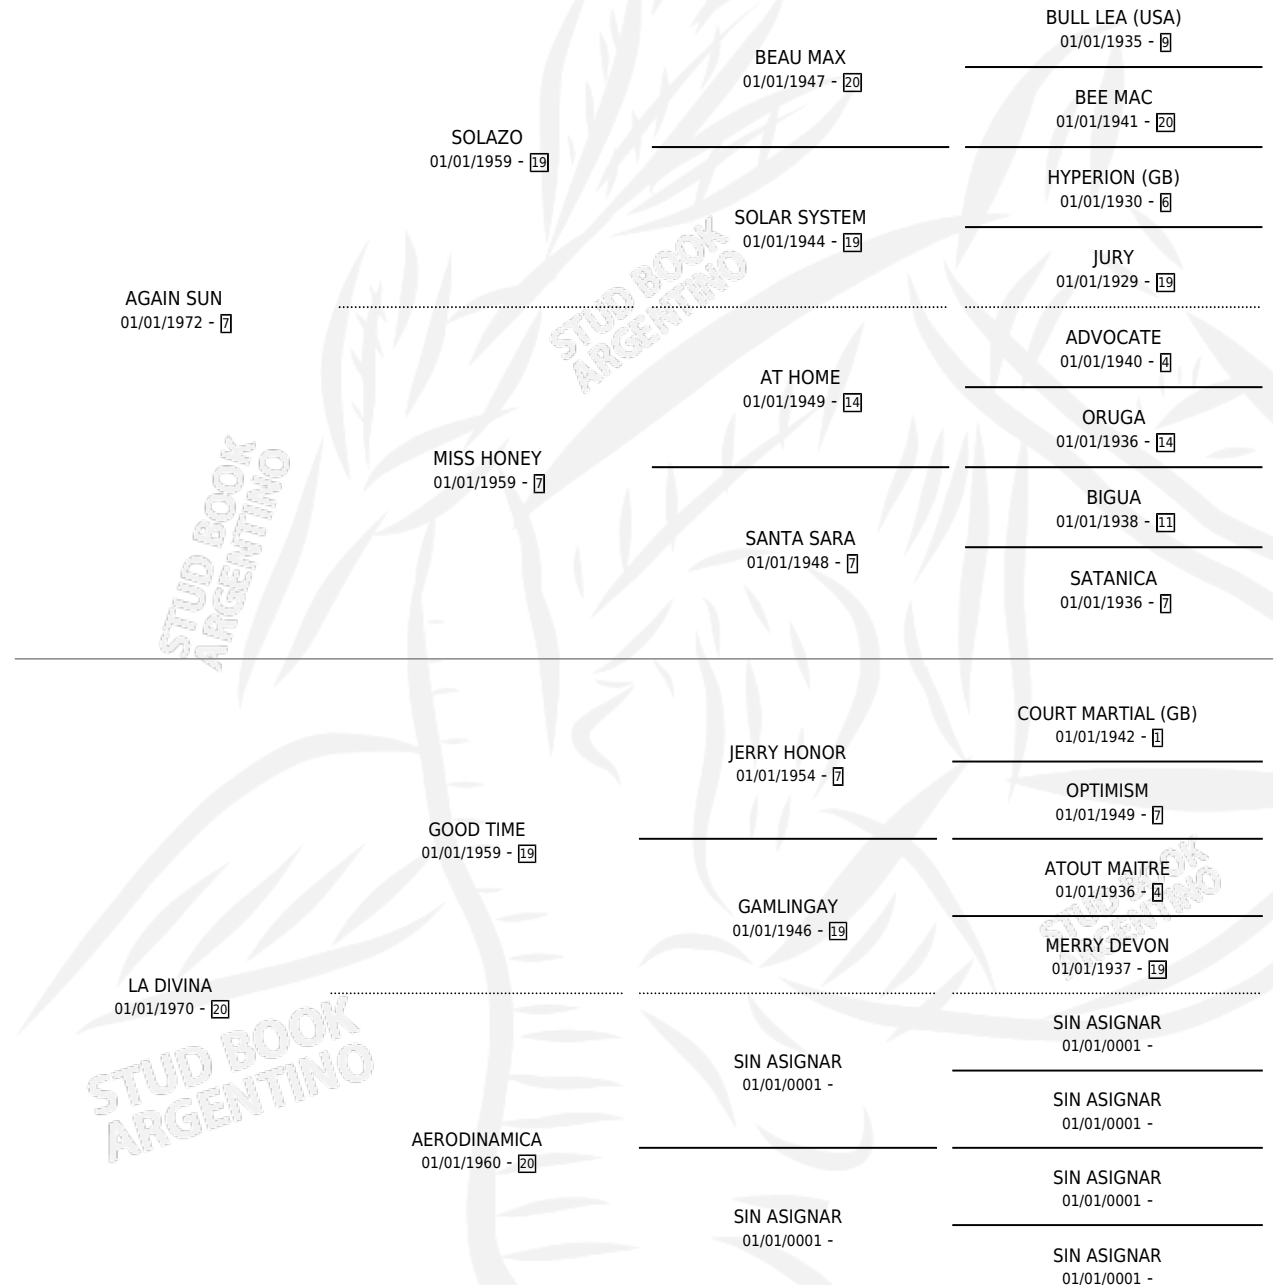 BULL LEA (USA)
01/01/1935 - 9
BEAU MAX
01/01/1947 - 20
BEE MAC
01/01/1941 - 20
SOLAZO
01/01/1959 - 19
HYPERION (GB)
01/01/1930 - 6
SOLAR SYSTEM
01/01/1944 - 19
JURY
01/01/1929 - 19
AGAIN SUN
01/01/1972 - 7
ADVOCATE
01/01/1940 - 4
AT HOME
01/01/1949 - 14
ORUGA
01/01/1936 - 14
MISS HONEY
01/01/1959 - 7
BIGUA
01/01/1938 - 11
SANTA SARA
01/01/1948 - 7
SATANICA
01/01/1936 - 7
STUD BOOK
ARGENTINO
STUD BOOK
ARGENTINO
COURT MARTIAL (GB)
01/01/1942 - 1
JERRY HONOR
01/01/1954 - 7
OPTIMISM
01/01/1949 - 7
GOOD TIME
01/01/1959 - 19
ATOUT MAITRE
01/01/1936 - 4
GAMLINGAY
01/01/1946 - 19
MERRY DEVON
01/01/1937 - 19
STUD BOOK
ARGENTINO
LA DIVINA
01/01/1970 - 20
SIN ASIGNAR
01/01/0001 -
SIN ASIGNAR
01/01/0001 -
SIN ASIGNAR
01/01/0001 -
AERODINAMICA
01/01/1960 - 20
SIN ASIGNAR
01/01/0001 -
SIN ASIGNAR
01/01/0001 -
SIN ASIGNAR
01/01/0001 -
STUD BOOK
ARGENTINO